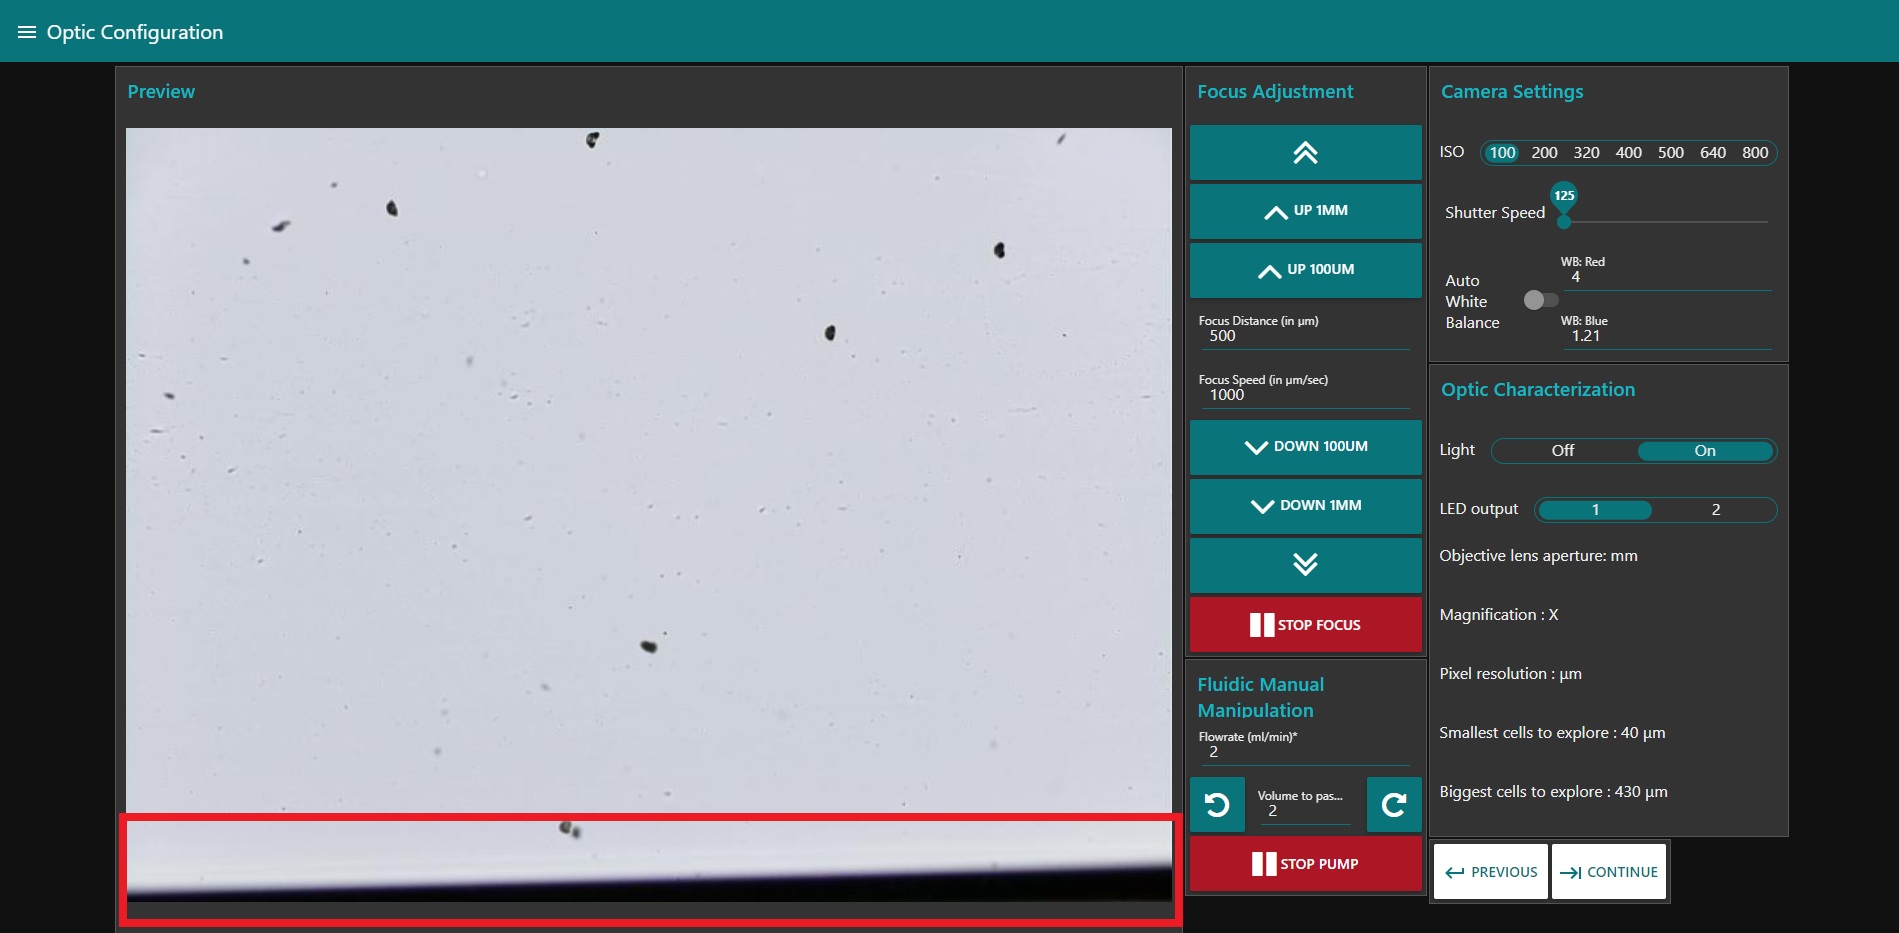 Optic Configuration
Preview
Focus Adjustment
UP 1MM
UP 100UM
Focus Distance (in µm)
500
Focus Speed (in µm/sec)
1000
DOWN 100UM
DOWN 1MM
STOP FOCUS
Fluidic Manual
Manipulation
Flowrate (ml/min)*
2
Volume to pas...
2
STOP PUMP
Camera Settings
ISO 100 200 320 400 500 640 800
125
Shutter Speed
Auto
White
Balance
WB: Red
4
WB: Blue
1.21
Optic Characterization
Light Off On
LED output 1 2
Objective lens aperture: mm
Magnification : X
Pixel resolution : µm
Smallest cells to explore : 40 µm
Biggest cells to explore : 430 µm
PREVIOUS CONTINUE